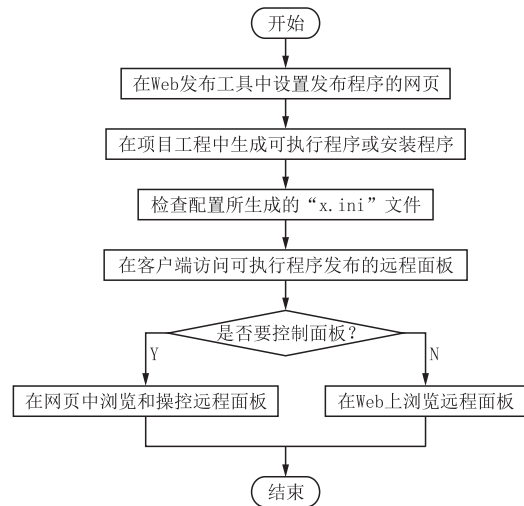 开始
在Web发布工具中设置发布程序的网页
在项目工程中生成可执行程序或安装程序
检查配置所生成的“x.ini”文件
在客户端访问可执行程序发布的远程面板
是否要控制面板?
Y
N
在网页中浏览和操控远程面板
在Web上浏览远程面板
结束